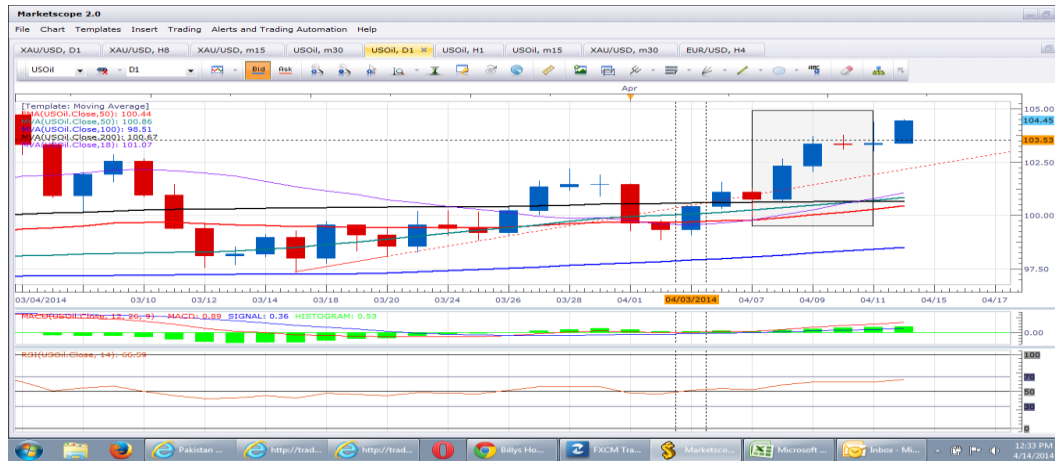 Marketscope 2.0
File Chart Templates Insert Trading Alerts and Trading Automation Help
XAU/USD, D1 XAU/USD, H8 XAU/USD, m15 USOil, m30 USOil, D1 USOil, H1 USOil, m15 XAU/USD, m30 EUR/USD, H4
USOil D1 Bid Ask
Apr
[Template: Moving Average]
EMA(USOil.Close,50): 100.44
MVA(USOil.Close,50): 100.86
MVA(USOil.Close,100): 98.51
MVA(USOil.Close,200): 100.67
MVA(USOil.Close,18): 101.07
105.00
104.45
103.53
102.50
100.00
97.50
03/04/2014 03/10 03/12 03/14 03/18 03/20 03/24 03/26 03/28 04/01 04/03/2014 04/07 04/09 04/11 04/15 04/17
MACD(USOil.Close, 12, 26, 9) MACD: 0.89 SIGNAL: 0.36 HISTOGRAM: 0.53
0.00
RSI(USOil.Close, 14): 66.59
100
70
50
30
0
Pakistan ... http://trad... http://trad... Billys Ho... FXCM Tra... Marketsco... Microsoft ... Inbox - Mi...
12:33 PM
4/14/2014